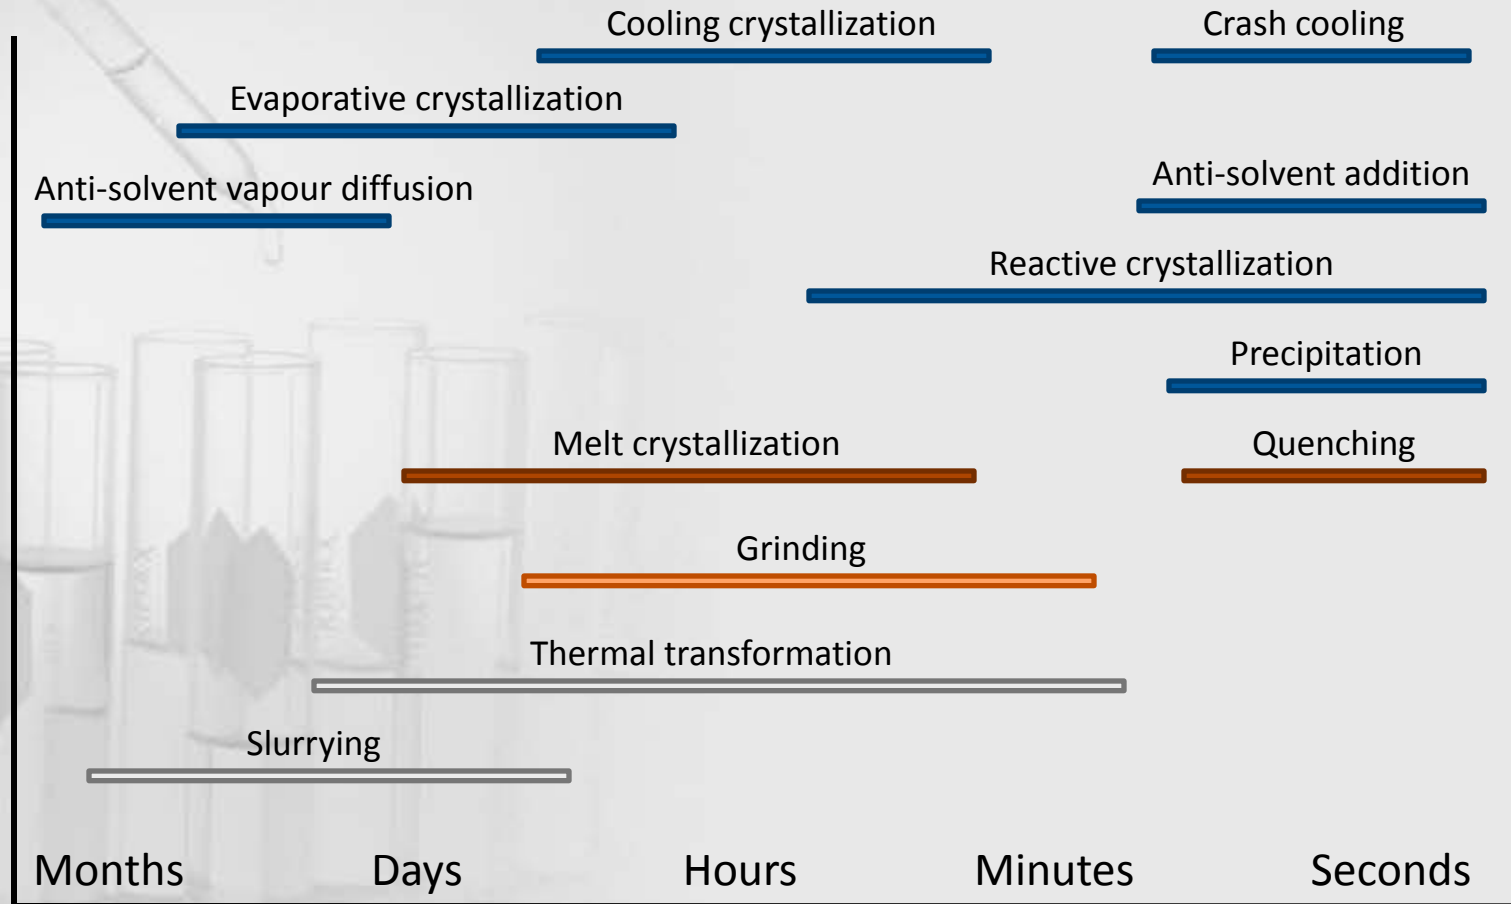 Cooling crystallization
Crash cooling
Evaporative crystallization
Anti-solvent vapour diffusion
Anti-solvent addition
Reactive crystallization
Precipitation
Melt crystallization
Quenching
Grinding
Thermal transformation
Slurrying
Months Days Hours Minutes Seconds